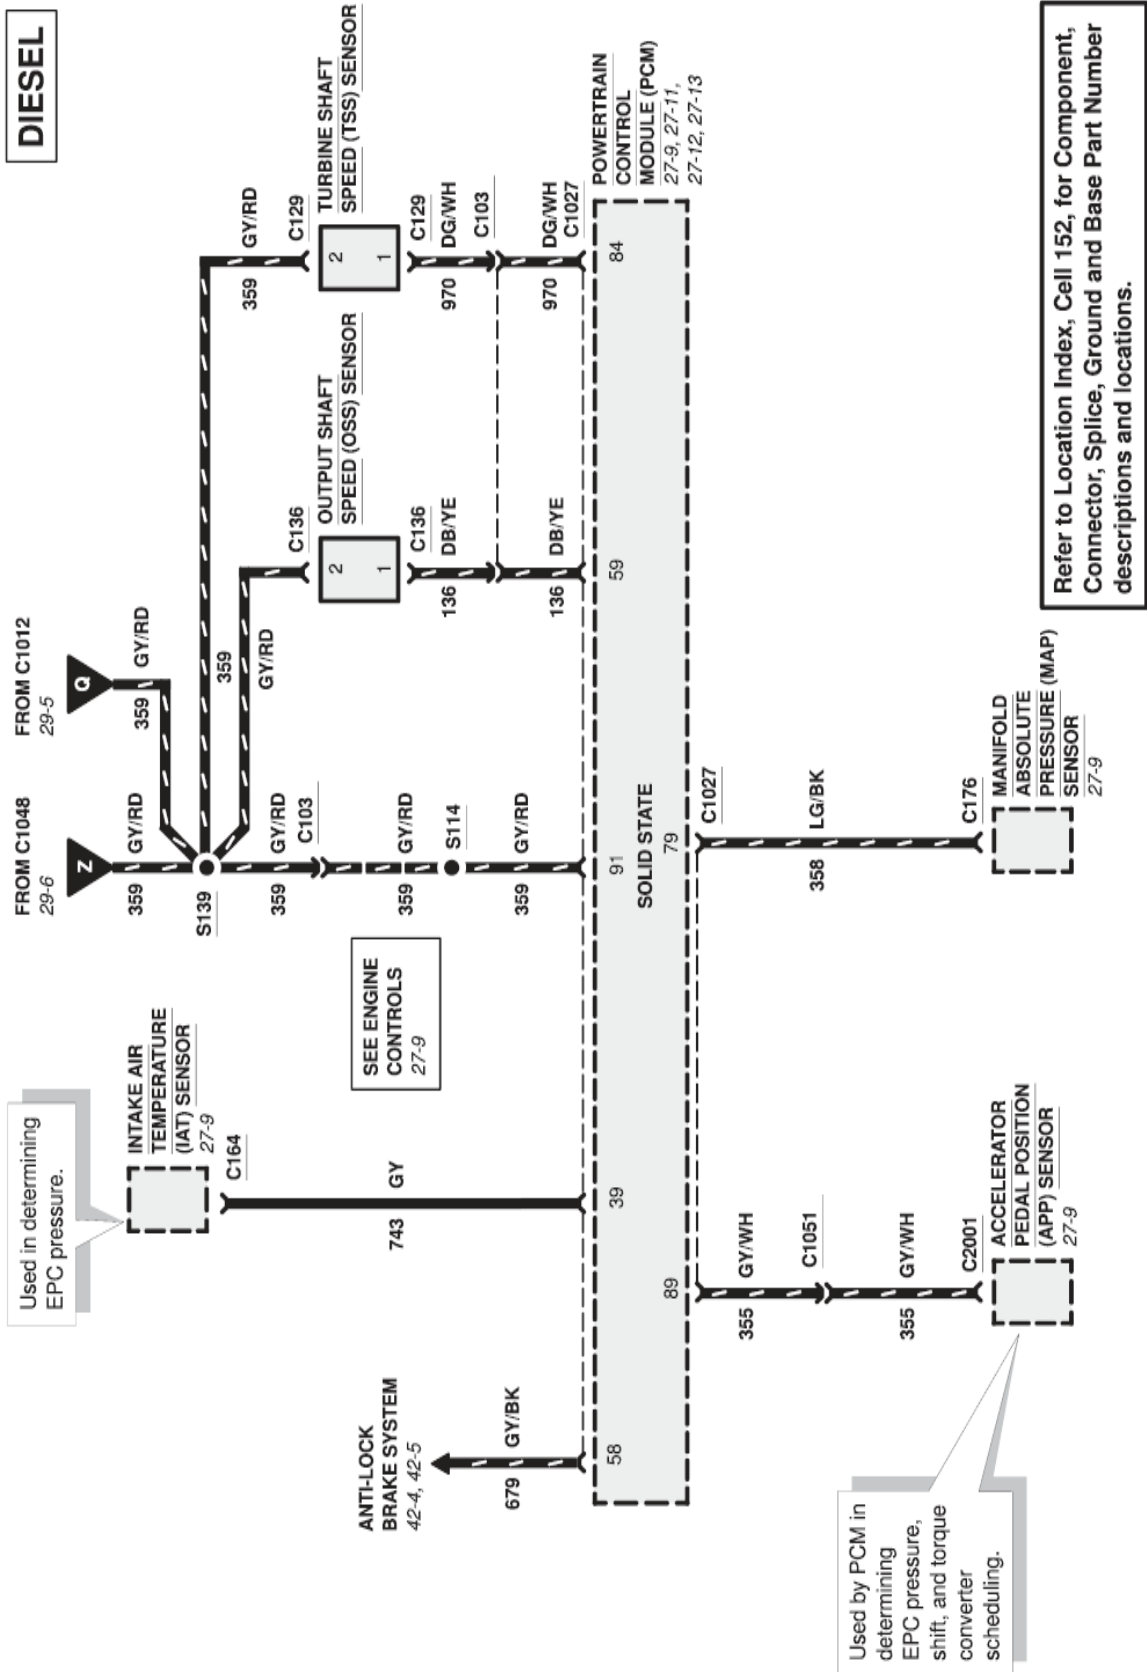 DIESEL
Used in determining
EPC pressure.
FROM C1048
29-6
FROM C1012
29-5
Z
Q
INTAKE AIR
TEMPERATURE
(IAT) SENSOR
27-9
359
GY/RD
359
GY/RD
359
GY/RD
S139
C164
359
GY/RD
C103
359
GY/RD
C136
C129
2
1
OUTPUT SHAFT
SPEED (OSS) SENSOR
2
1
TURBINE SHAFT
SPEED (TSS) SENSOR
ANTI-LOCK
BRAKE SYSTEM
42-4, 42-5
743
GY
SEE ENGINE
CONTROLS
27-9
359
GY/RD
S114
C136
136
DB/YE
C129
970
DG/WH
C103
679
GY/BK
359
GY/RD
136
DB/YE
970
DG/WH
C1027
58
39
91
59
84
SOLID STATE
POWERTRAIN
CONTROL
MODULE (PCM)
27-9, 27-11,
27-12, 27-13
89
79
C1027
355
GY/WH
C1051
358
LG/BK
355
GY/WH
C2001
C176
ACCELERATOR
PEDAL POSITION
(APP) SENSOR
27-9
MANIFOLD
ABSOLUTE
PRESSURE (MAP)
SENSOR
27-9
Used by PCM in
determining
EPC pressure,
shift, and torque
converter
scheduling.
Refer to Location Index, Cell 152, for Component,
Connector, Splice, Ground and Base Part Number
descriptions and locations.